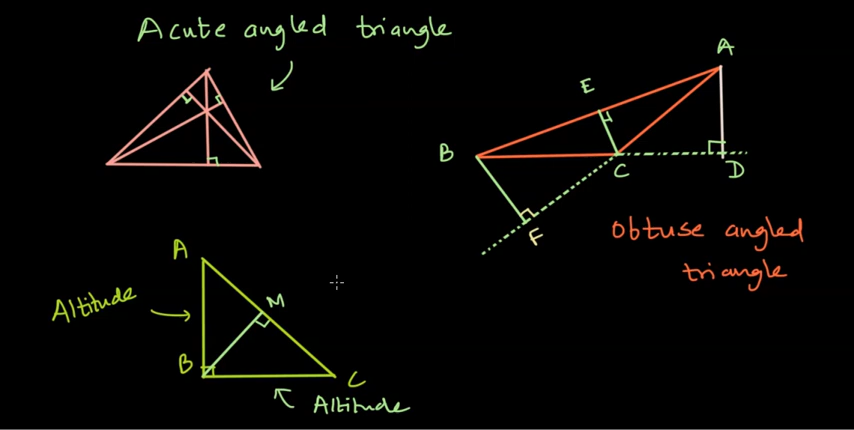 Acute angled triangle
A
E
B
C
D
F
Obtuse angled
triangle
A
Altitude
M
B
C
Altitude